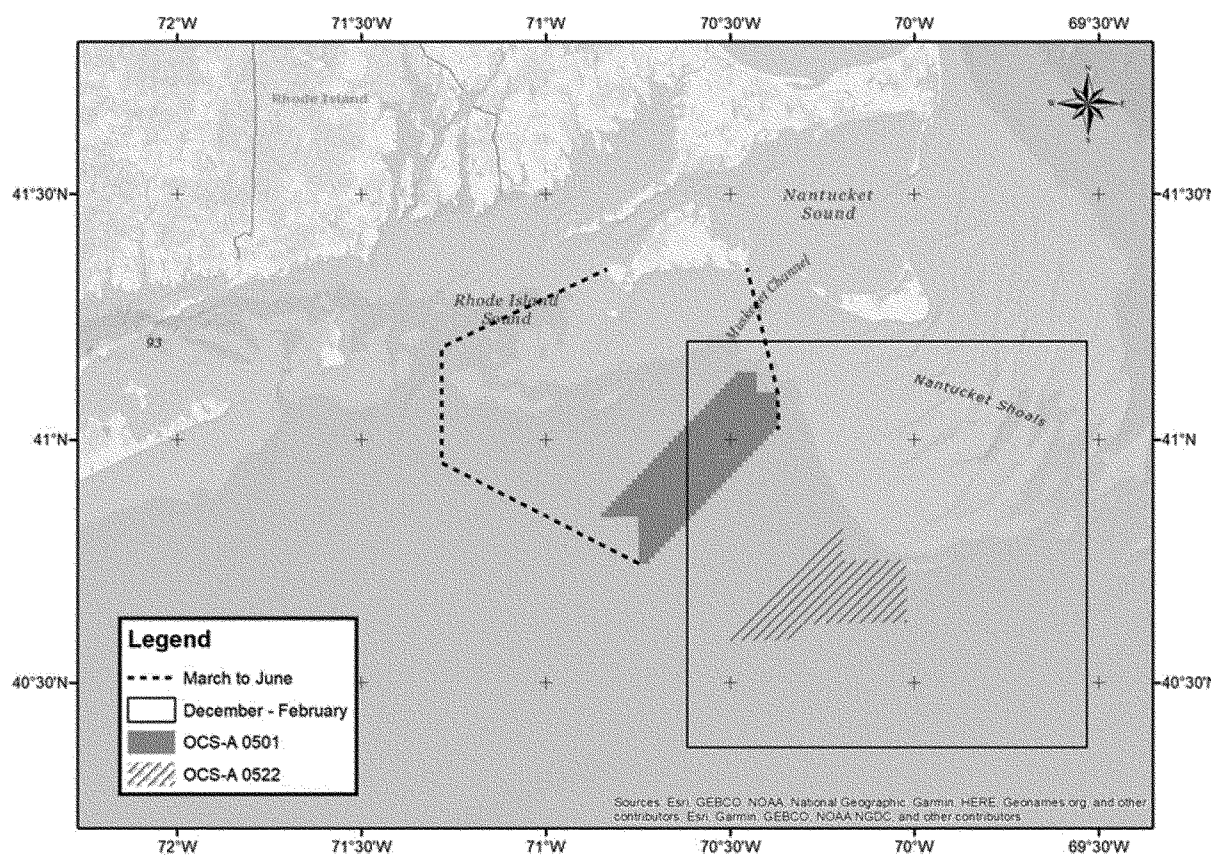 72°W 71°30'W 71°W 70°30'W 70°W 69°30'W
Rhode Island
41°30'N 41°30'N
Nantucket
Sound
Rhode Island
Sound
Muskeget Channel
93
Nantucket Shoals
41°N 41°N
Legend
March to June
December - February
OCS-A 0501
OCS-A 0522
40°30'N 40°30'N
Sources: Esri, GEBCO, NOAA, National Geographic, Garmin, HERE, Geonames.org, and other
contributors, Esri, Garmin, GEBCO, NOAA NGDC, and other contributors
72°W 71°30'W 71°W 70°30'W 70°W 69°30'W